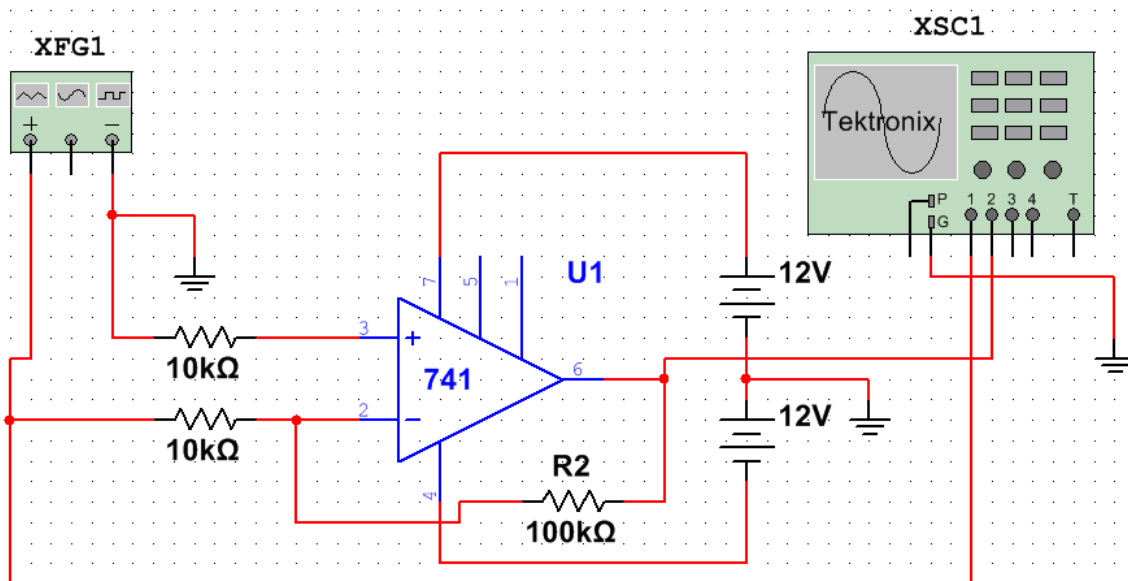 XFG1
XSC1
+
−
Tektronix
P
G
1 2 3 4 T
7
5
1
U1
12V
3
+
10kΩ
741
6
2
−
10kΩ
12V
4
R2
100kΩ